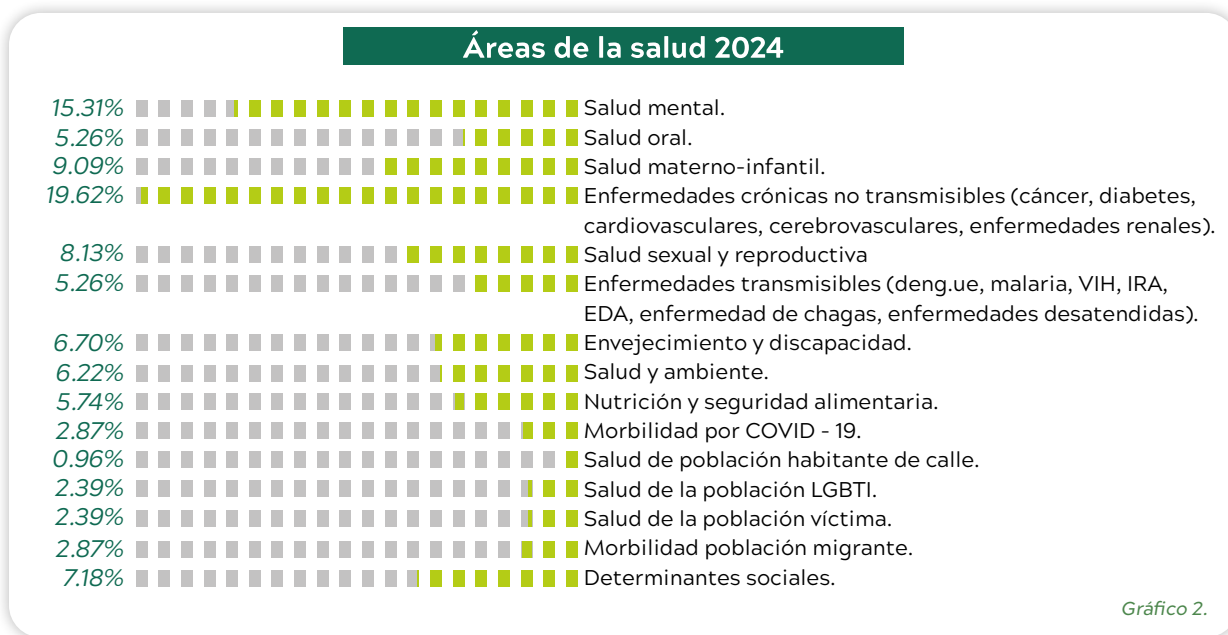 Áreas de la salud 2024
15.31% Salud mental.
5.26% Salud oral.
9.09% Salud materno-infantil.
19.62% Enfermedades crónicas no transmisibles (cáncer, diabetes,
cardiovasculares, cerebrovasculares, enfermedades renales).
8.13% Salud sexual y reproductiva
5.26% Enfermedades transmisibles (deng.ue, malaria, VIH, IRA,
EDA, enfermedad de chagas, enfermedades desatendidas).
6.70% Envejecimiento y discapacidad.
6.22% Salud y ambiente.
5.74% Nutrición y seguridad alimentaria.
2.87% Morbilidad por COVID - 19.
0.96% Salud de población habitante de calle.
2.39% Salud de la población LGBTI.
2.39% Salud de la población víctima.
2.87% Morbilidad población migrante.
7.18% Determinantes sociales.
Gráfico 2.